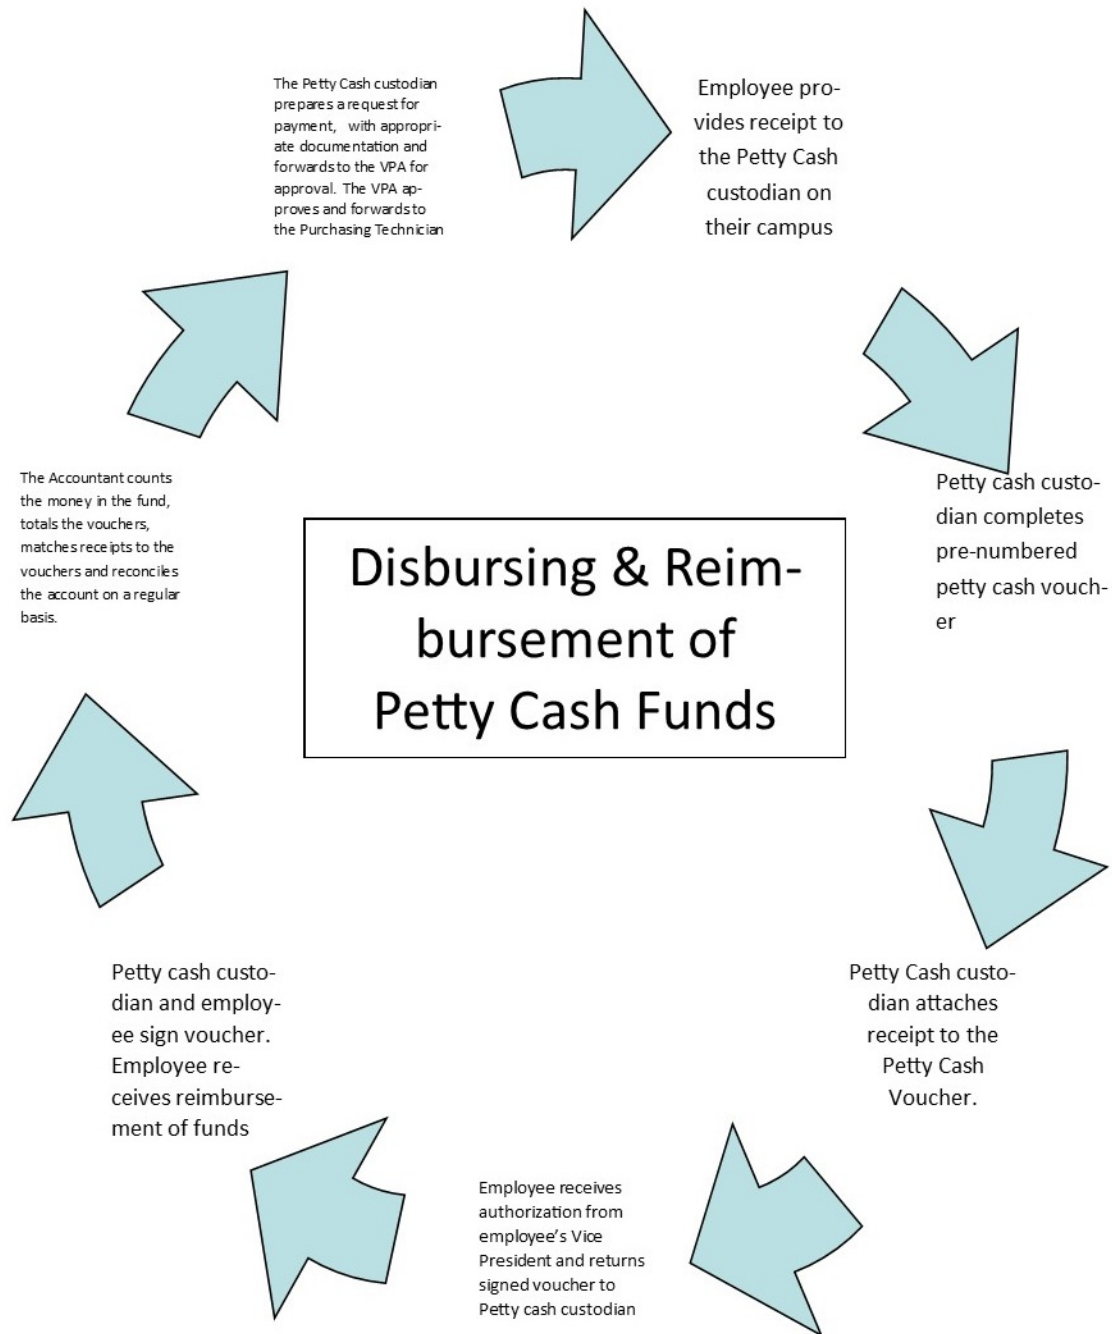 The Petty Cash custodian
prepares a request for
payment, with appropri-
ate documentation and
forwards to the VPA for
approval. The VPA ap-
proves and forwards to
the Purchasing Technician
Employee pro-
vides receipt to
the Petty Cash
custodian on
their campus
Petty cash custo-
dian completes
pre-numbered
petty cash vouch-
er
Petty Cash custo-
dian attaches
receipt to the
Petty Cash
Voucher.
Employee receives
authorization from
employee's Vice
President and returns
signed voucher to
Petty cash custodian
Petty cash custo-
dian and employ-
ee sign voucher.
Employee re-
ceives reimburse-
ment of funds
The Accountant counts
the money in the fund,
totals the vouchers,
matches receipts to the
vouchers and reconciles
the account on a regular
basis.
Disbursing & Reim-
bursement of
Petty Cash Funds